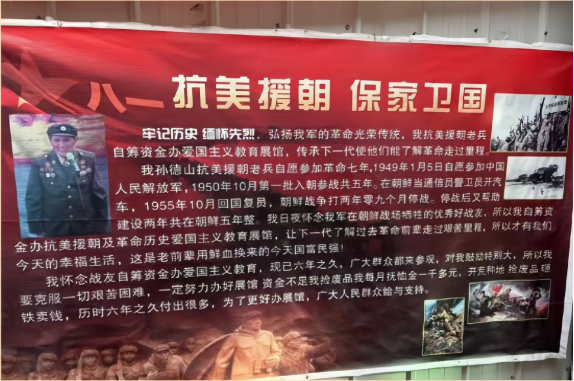 八一 抗美援朝 保家卫国
牢记历史 缅怀先烈，弘扬我军的革命光荣传统，我抗美援朝老兵
自筹资金办爱国主义教育展馆，传承下一代使他们能了解革命走过里程。
我孙德山抗美援朝老兵自愿参加革命七年，1949年1月5日自愿参加中国
人民解放军，1950年10月第一批入朝参战共五年。在朝鲜当通信员警卫员开汽
车，1955年10月回国复员，朝鲜战争打两年零九个月停战。停战后又帮助
建设两年共在朝鲜五年整。我日夜怀念我军在朝鲜战场牺牲的优秀好战友，所以我自筹资
金办抗美援朝及革命历史爱国主义教育展馆，让下一代了解过去革命前辈走过艰苦里程，所以才有我们
今天的幸福生活，这是老前辈用鲜血换来的今天国富民强！
我怀念战友自筹资金办爱国主义教育，现己六年之久，广大群都来参观，对我鼓励特别大，所以我
要克服一切艰苦困难，一定努力办好展馆 资金不足我捡废品我每月抚恤金一千多元，开荒种地 捡废品 砸
铁卖钱，历时六年之久付出很多，为了更好办展馆，广大人民群众给与支持。